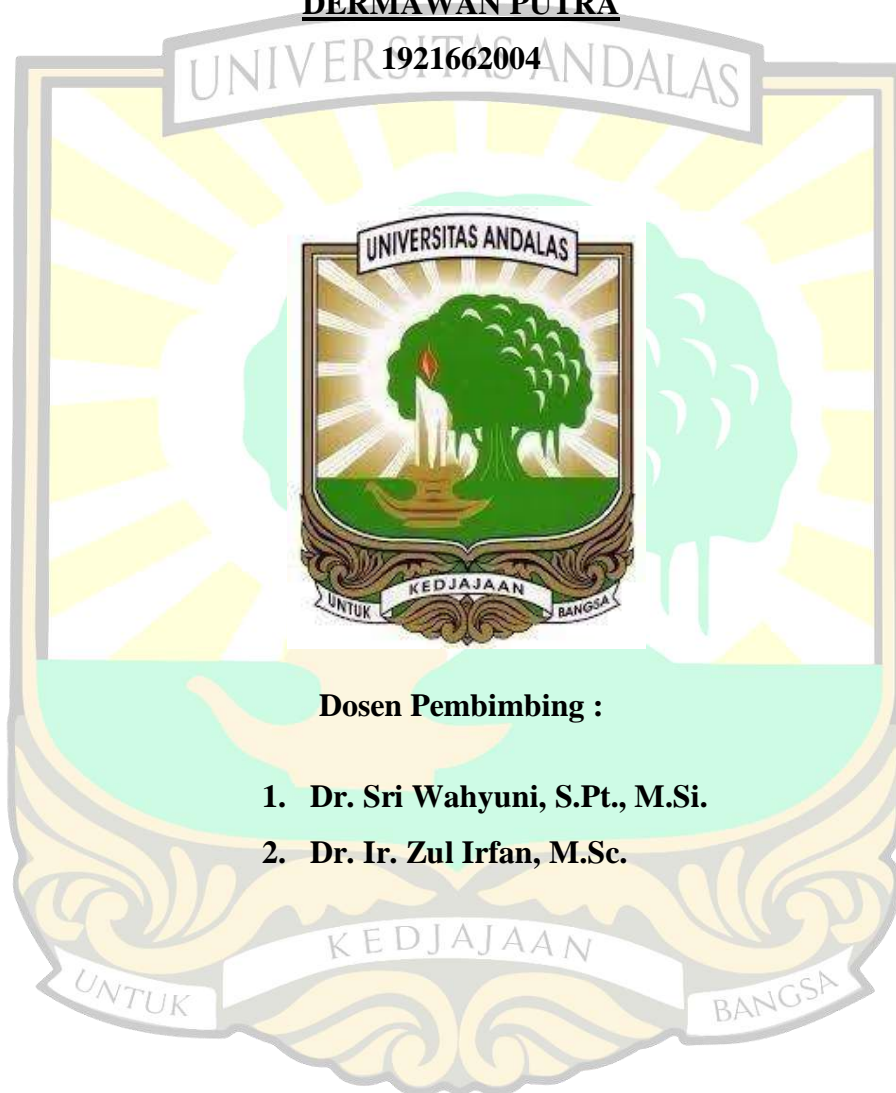 DERMAWAN PUTRA
1921662004
UNIVERSITAS ANDALAS
UNIVERSITAS ANDALAS
KEDJAJAAN
UNTUK
BANGSA
Dosen Pembimbing :
1. Dr. Sri Wahyuni, S.Pt., M.Si.
2. Dr. Ir. Zul Irfan, M.Sc.
KEDJAJAAN
UNTUK
BANGSA